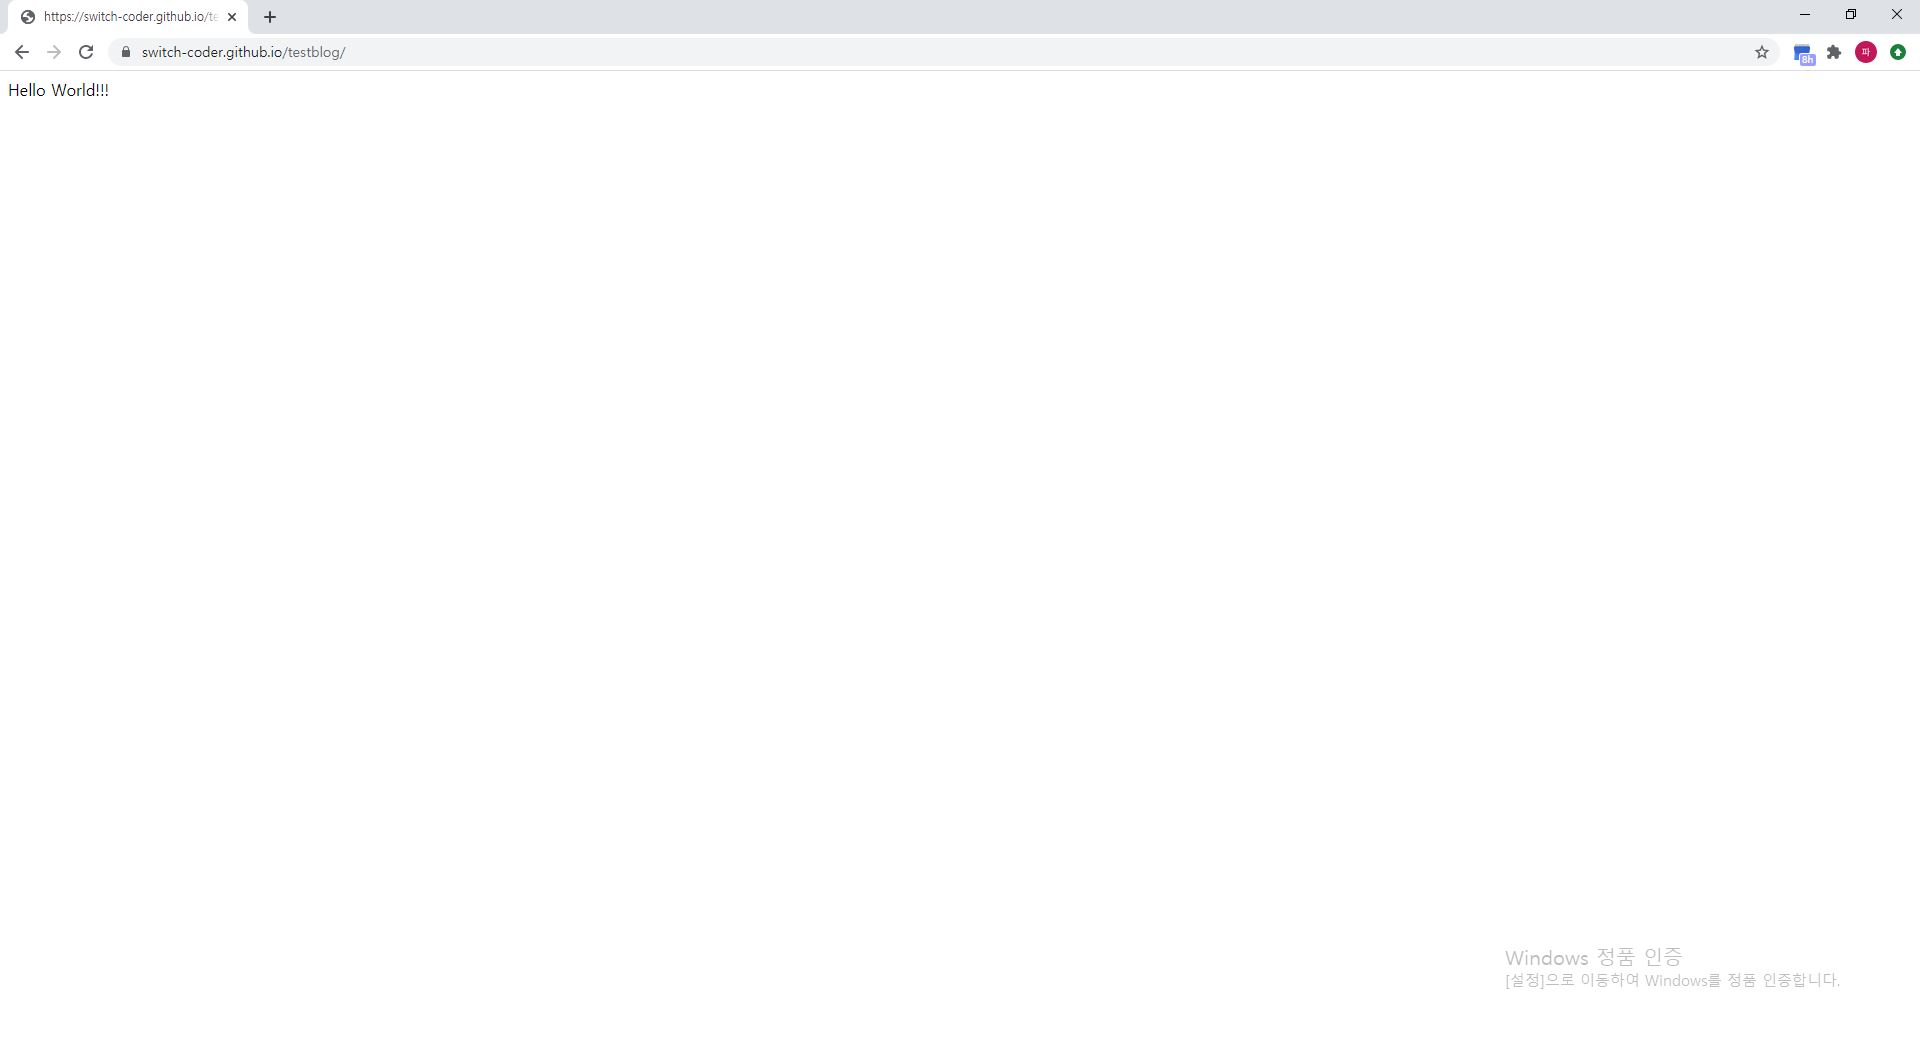 https://switch-coder.github.io/te
switch-coder.github.io/testblog/
8h
파
Hello World!!!
Windows 정품 인증
[설정]으로 이동하여 Windows를 정품 인증합니다.